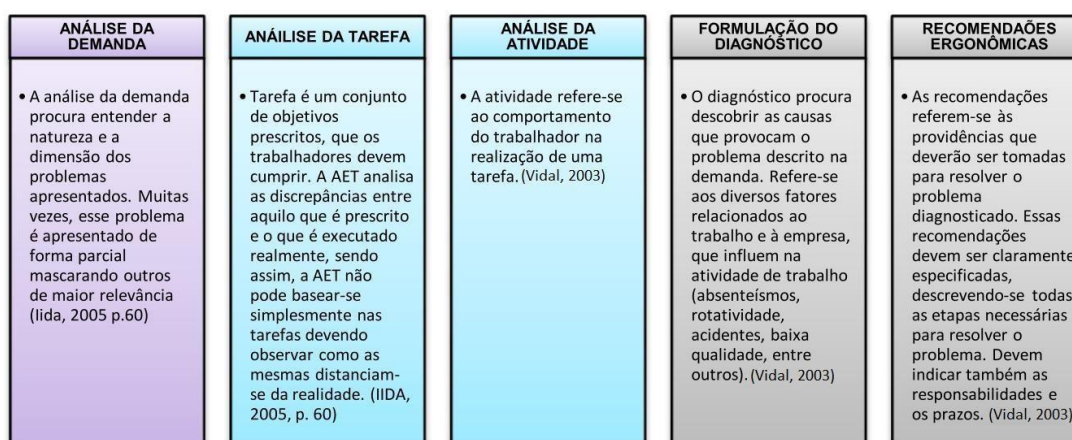 ANÁLISE DA
DEMANDA
• A análise da demanda
procura entender a
natureza e a
dimensão dos
problemas
apresentados. Muitas
vezes, esse problema
é apresentado de
forma parcial
mascarando outros
de maior relevância
(Iida, 2005 p.60)
ANÁILISE DA TAREFA
• Tarefa é um conjunto
de objetivos
prescritos, que os
trabalhadores devem
cumprir. A AET analisa
as discrepâncias entre
aquilo que é prescrito
e o que é executado
realmente, sendo
assim, a AET não
pode basear-se
simplesmente nas
tarefas devendo
observar como as
mesmas distanciam-
se da realidade. (IIDA,
2005, p. 60)
ANÁLISE DA
ATIVIDADE
• A atividade refere-se
ao comportamento
do trabalhador na
realização de uma
tarefa. (Vidal, 2003)
FORMULAÇÃO DO
DIAGNÓSTICO
• O diagnóstico procura
descobrir as causas
que provocam o
problema descrito na
demanda. Refere-se
aos diversos fatores
relacionados ao
trabalho e à empresa,
que influem na
atividade de trabalho
(absenteísmos,
rotatividade,
acidentes, baixa
qualidade, entre
outros). (Vidal, 2003)
RECOMENDAÕES
ERGONÔMICAS
• As recomendações
referem-se às
providências que
deverão ser tomadas
para resolver o
problema
diagnosticado. Essas
recomendações
devem ser claramente
especificadas,
descrevendo-se todas
as etapas necessárias
para resolver o
problema. Devem
indicar também as
responsabilidades e
os prazos. (Vidal, 2003)